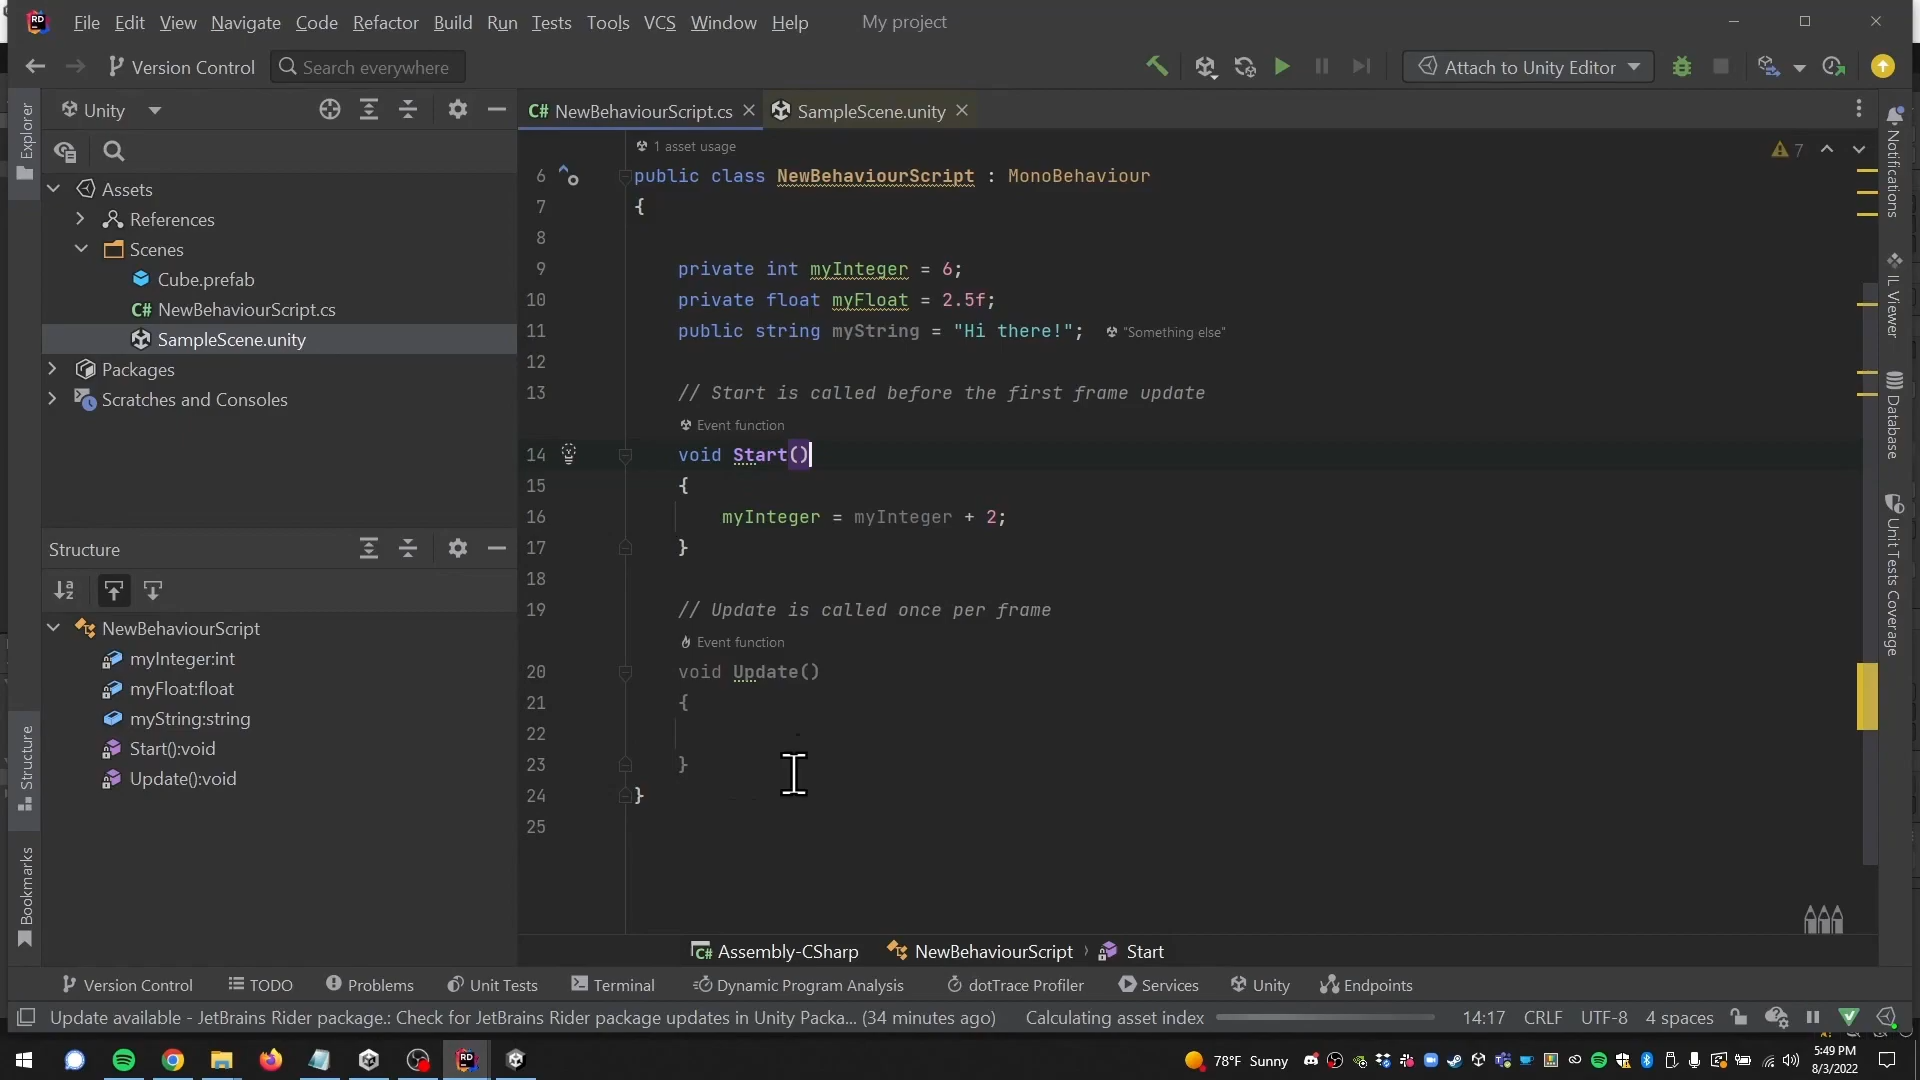 File Edit View Navigate Code Refactor Build Run Tests Tools VCS Window Help My project
Version Control Search everywhere Attach to Unity Editor
Explorer
Unity
Assets
References
Scenes
Cube.prefab
C# NewBehaviourScript.cs
SampleScene.unity
Packages
Scratches and Consoles
Structure
NewBehaviourScript
myInteger:int
myFloat:float
myString:string
Start():void
Update():void
Structure
Bookmarks
C# NewBehaviourScript.cs SampleScene.unity
1 asset usage
7
6 public class NewBehaviourScript : MonoBehaviour
7 {
8
9 private int myInteger = 6;
10 private float myFloat = 2.5f;
11 public string myString = "Hi there!"; "Something else"
12
13 // Start is called before the first frame update
Event function
14 void Start()
15 {
16 myInteger = myInteger + 2;
17 }
18
19 // Update is called once per frame
Event function
20 void Update()
21 {
22
23 }
24 }
25
Notifications
IL Viewer
Database
Unit Tests Coverage
C# Assembly-CSharp NewBehaviourScript › Start
Version Control TODO Problems Unit Tests Terminal Dynamic Program Analysis dotTrace Profiler Services Unity Endpoints
Update available - JetBrains Rider package.: Check for JetBrains Rider package updates in Unity Packa... (34 minutes ago) Calculating asset index 14:17 CRLF UTF-8 4 spaces
RD 78°F Sunny 5:49 PM
8/3/2022